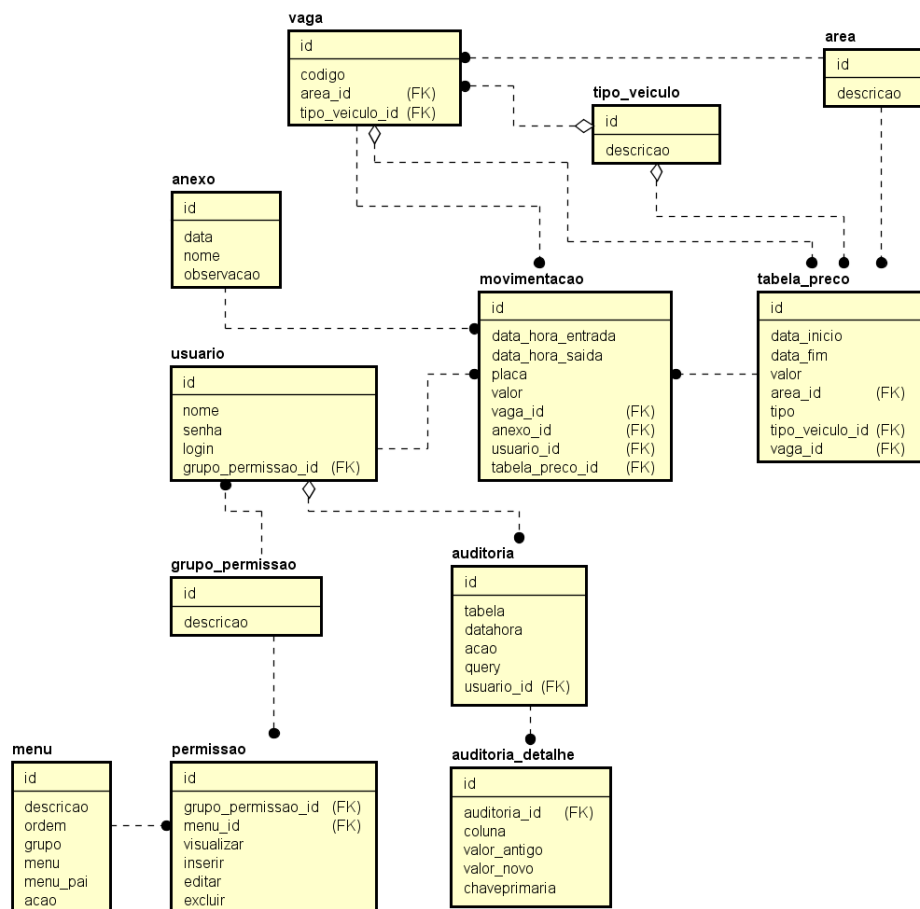 vaga
id
codigo
area_id (FK)
tipo_veiculo_id (FK)
area
id
descricao
tipo_veiculo
id
descricao
anexo
id
data
nome
observacao
movimentacao
id
data_hora_entrada
data_hora_saida
placa
valor
vaga_id (FK)
anexo_id (FK)
usuario_id (FK)
tabela_preco_id (FK)
tabela_preco
id
data_inicio
data_fim
valor
area_id (FK)
tipo
tipo_veiculo_id (FK)
vaga_id (FK)
usuario
id
nome
senha
login
grupo_permissao_id (FK)
grupo_permissao
id
descricao
auditoria
id
tabela
datahora
acao
query
usuario_id (FK)
menu
id
descricao
ordem
grupo
menu
menu_pai
acao
permissao
id
grupo_permissao_id (FK)
menu_id (FK)
visualizar
inserir
editar
excluir
auditoria_detalhe
id
auditoria_id (FK)
coluna
valor_antigo
valor_novo
chaveprimaria